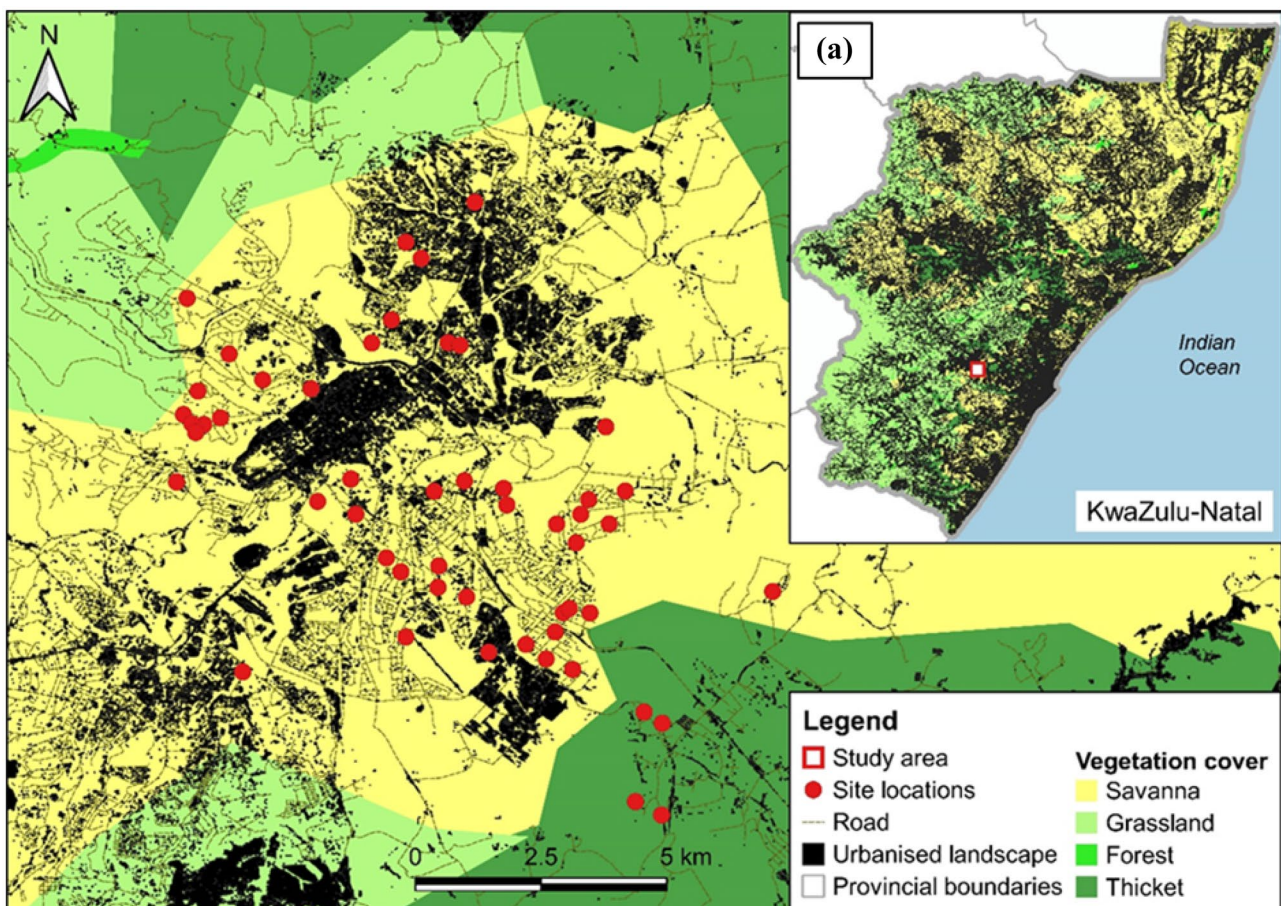 N
(a)
Indian
Ocean
KwaZulu-Natal
0 2.5 5 km
Legend
Study area
Site locations
Road
Urbanised landscape
Provincial boundaries
Vegetation cover
Savanna
Grassland
Forest
Thicket